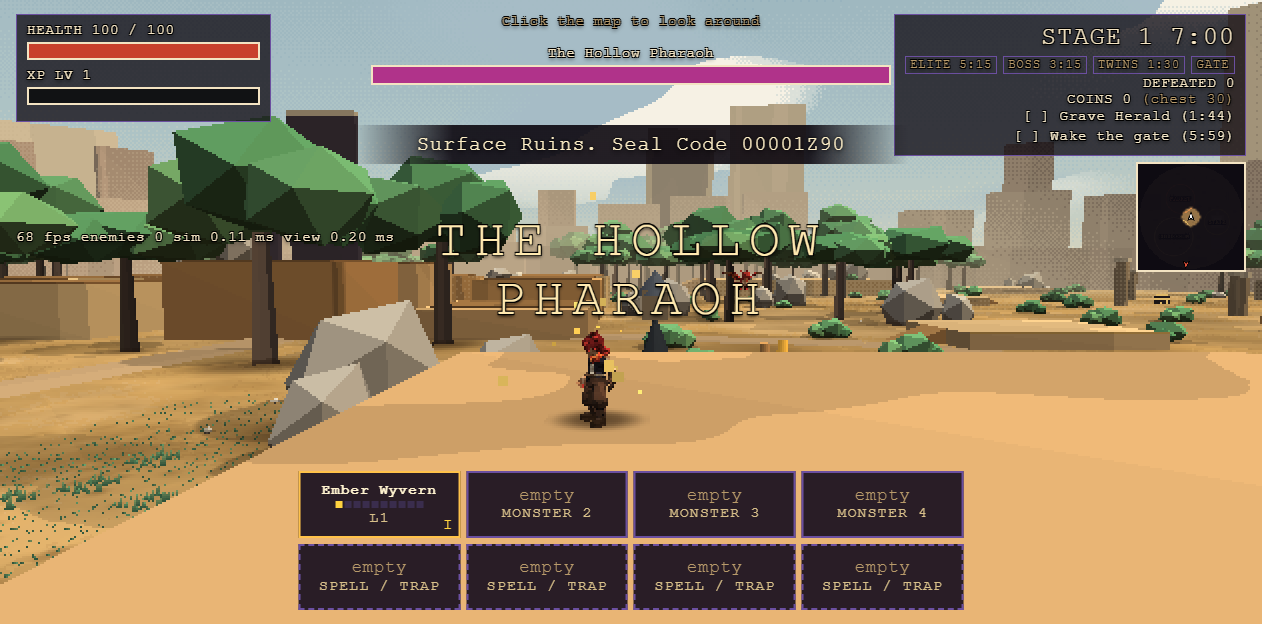 HEALTH 100 / 100
XP LV 1
Click the map to look around
The Hollow Pharaoh
STAGE 1 7:00
ELITE 5:15 BOSS 3:15 TWINS 1:30 GATE
DEFEATED 0
COINS 0 (chest 30)
[ ] Grave Herald (1:44)
[ ] Wake the gate (5:59)
Surface Ruins. Seal Code 00001Z90
68 fps enemies 0 sim 0.11 ms view 0.20 ms
THE HOLLOW
PHARAOH
Ember Wyvern
L1
I
empty
MONSTER 2
empty
MONSTER 3
empty
MONSTER 4
empty
SPELL / TRAP
empty
SPELL / TRAP
empty
SPELL / TRAP
empty
SPELL / TRAP